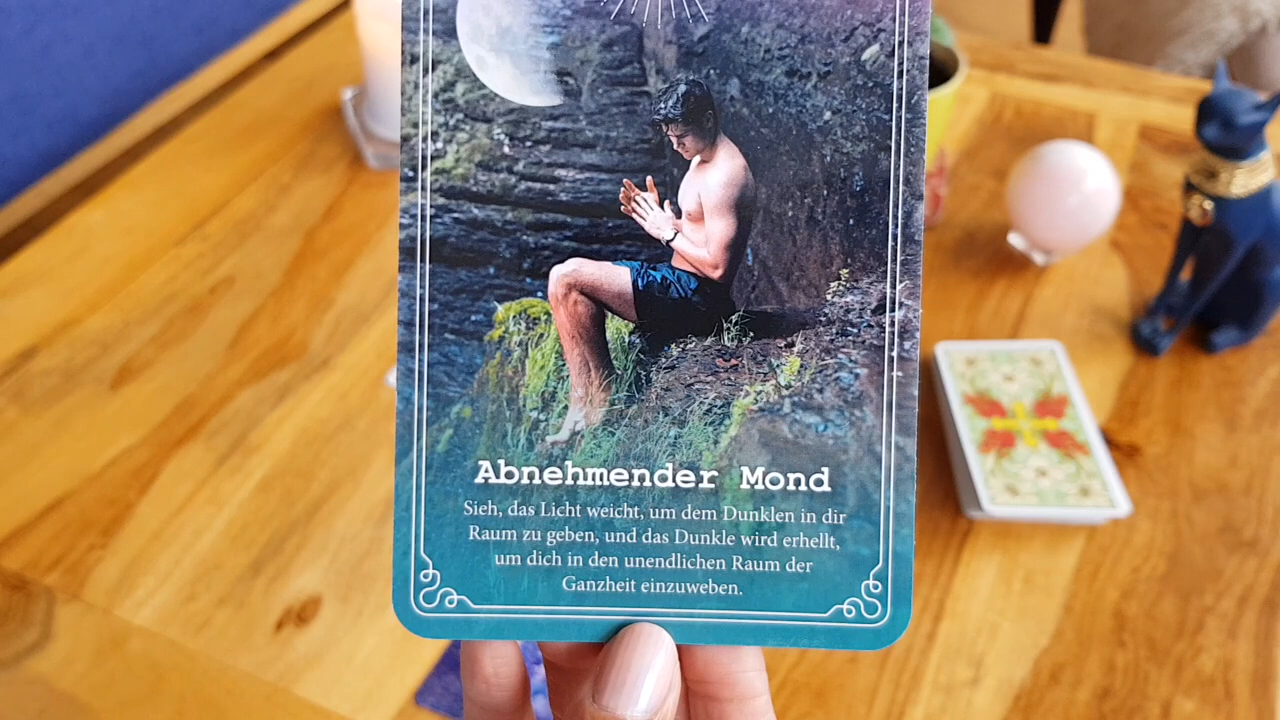 Abnehmender Mond
Sieh, das Licht weicht, um dem Dunklen in dir
Raum zu geben, und das Dunkle wird erhellt,
um dich in den unendlichen Raum der
Ganzheit einzuweben.